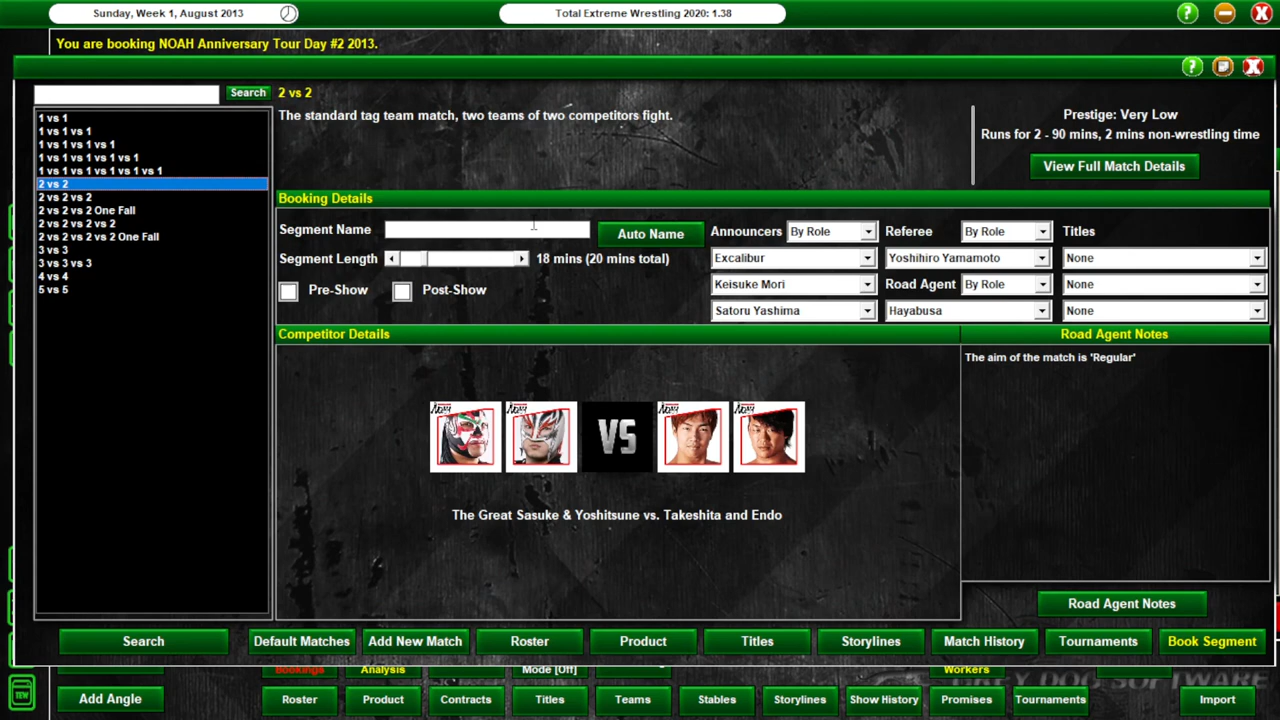 Sunday, Week 1, August 2013
Total Extreme Wrestling 2020: 1.38
You are booking NOAH Anniversary Tour Day #2 2013.
Search
2 vs 2
1 vs 1
1 vs 1 vs 1
1 vs 1 vs 1 vs 1
1 vs 1 vs 1 vs 1 vs 1
1 vs 1 vs 1 vs 1 vs 1 vs 1
2 vs 2
2 vs 2 vs 2
2 vs 2 vs 2 One Fall
2 vs 2 vs 2 vs 2
2 vs 2 vs 2 vs 2 One Fall
3 vs 3
3 vs 3 vs 3
4 vs 4
5 vs 5
The standard tag team match, two teams of two competitors fight.
Prestige: Very Low
Runs for 2 - 90 mins, 2 mins non-wrestling time
View Full Match Details
Booking Details
Segment Name
Auto Name
Announcers
By Role
Referee
By Role
Titles
Segment Length
18 mins (20 mins total)
Excalibur
Yoshihiro Yamamoto
None
Pre-Show
Post-Show
Keisuke Mori
Road Agent
By Role
None
Satoru Yashima
Hayabusa
None
Competitor Details
Road Agent Notes
The aim of the match is 'Regular'
NOAH
NOAH
VS
NOAH
NOAH
The Great Sasuke & Yoshitsune vs. Takeshita and Endo
Road Agent Notes
Search
Default Matches
Add New Match
Roster
Product
Titles
Storylines
Match History
Tournaments
Book Segment
Bookings
Analysis
Mode [Off]
Workers
TEW
Add Angle
Roster
Product
Contracts
Titles
Teams
Stables
Storylines
Show History
Promises
Tournaments
Import